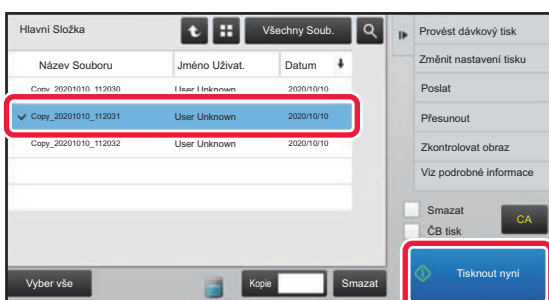 Hlavní Složka
Všechny Soub.
Název Souboru Jméno Uživat. Datum
Copy_20201010_112030 User Unknown 2020/10/10
Copy_20201010_112031 User Unknown 2020/10/10
Copy_20201010_112032 User Unknown 2020/10/10
Vyber vše
Kopie
Smazat
Provést dávkový tisk
Změnit nastavení tisku
Poslat
Přesunout
Zkontrolovat obraz
Viz podrobné informace
Smazat
ČB tisk
CA
Tisknout nyní